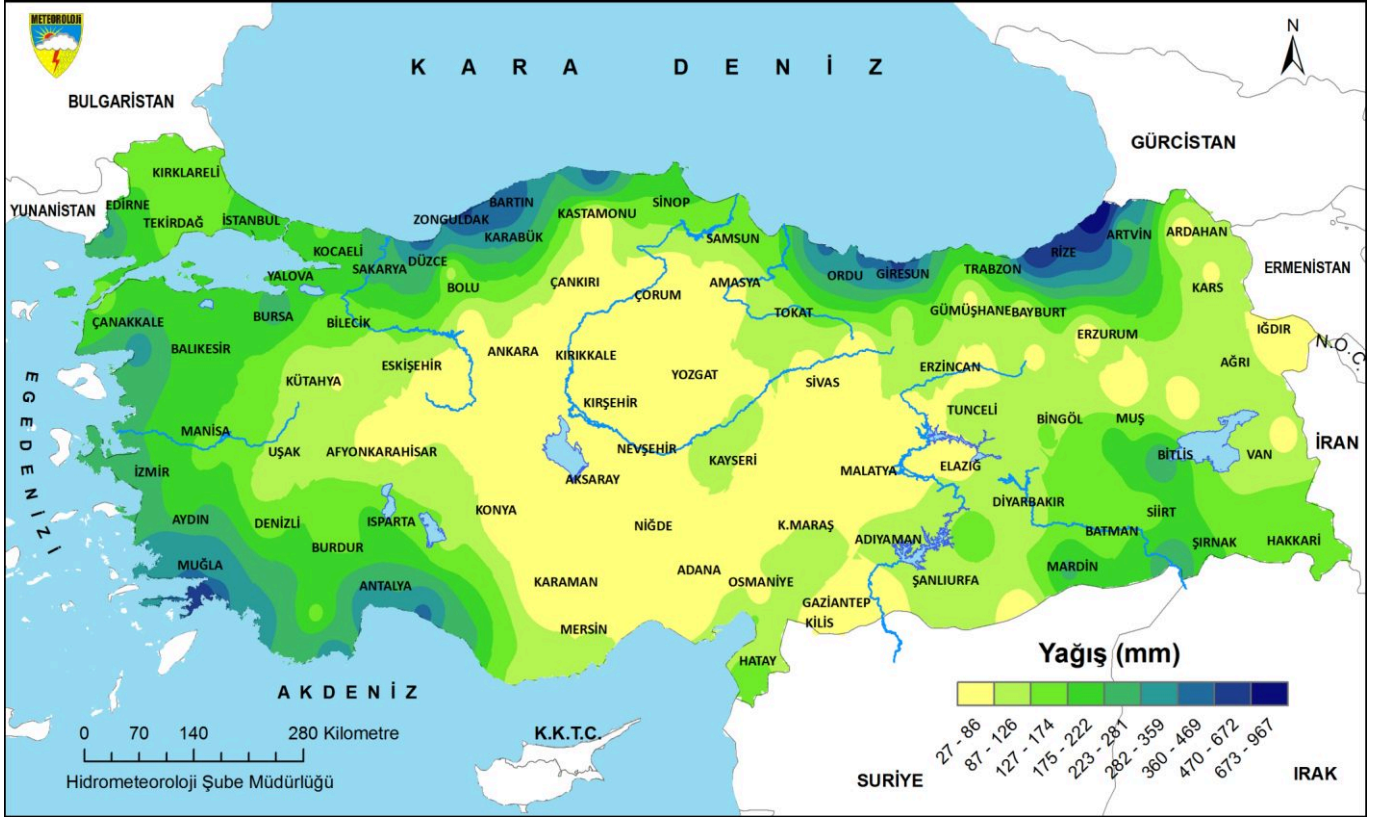 METEOROLOJİ
N
K A R A D E N İ Z
BULGARİSTAN
GÜRCİSTAN
YUNANİSTAN
ERMENİSTAN
N.O.C.
İRAN
E G E D E N İ Z İ
KIRKLARELİ
EDİRNE
TEKİRDAĞ
İSTANBUL
KOCAELİ
YALOVA
SAKARYA
DÜZCE
ZONGULDAK
BARTIN
KARABÜK
KASTAMONU
SİNOP
SAMSUN
ORDU
GİRESUN
TRABZON
RİZE
ARTVİN
ARDAHAN
KARS
ÇANAKKALE
BURSA
BİLECİK
BOLU
ÇANKIRI
ÇORUM
AMASYA
TOKAT
GÜMÜŞHANE
BAYBURT
ERZURUM
IĞDIR
AĞRI
BALIKESİR
KÜTAHYA
ESKİŞEHİR
ANKARA
KIRIKKALE
YOZGAT
SİVAS
ERZİNCAN
TUNCELİ
BİNGÖL
MUŞ
BİTLİS
VAN
MANİSA
UŞAK
AFYONKARAHİSAR
KIRŞEHİR
NEVŞEHİR
KAYSERİ
MALATYA
ELAZIĞ
DİYARBAKIR
SİİRT
İZMİR
AKSARAY
AYDIN
DENİZLİ
ISPARTA
KONYA
NİĞDE
K.MARAŞ
ADIYAMAN
BATMAN
ŞIRNAK
HAKKARİ
MUĞLA
BURDUR
ANTALYA
KARAMAN
ADANA
OSMANİYE
GAZİANTEP
ŞANLIURFA
MARDİN
MERSİN
KİLİS
HATAY
A K D E N İ Z
K.K.T.C.
SURİYE
IRAK
Yağış (mm)
27 - 86
87 - 126
127 - 174
175 - 222
223 - 281
282 - 359
360 - 469
470 - 672
673 - 967
0 70 140 280 Kilometre
Hidrometeoroloji Şube Müdürlüğü